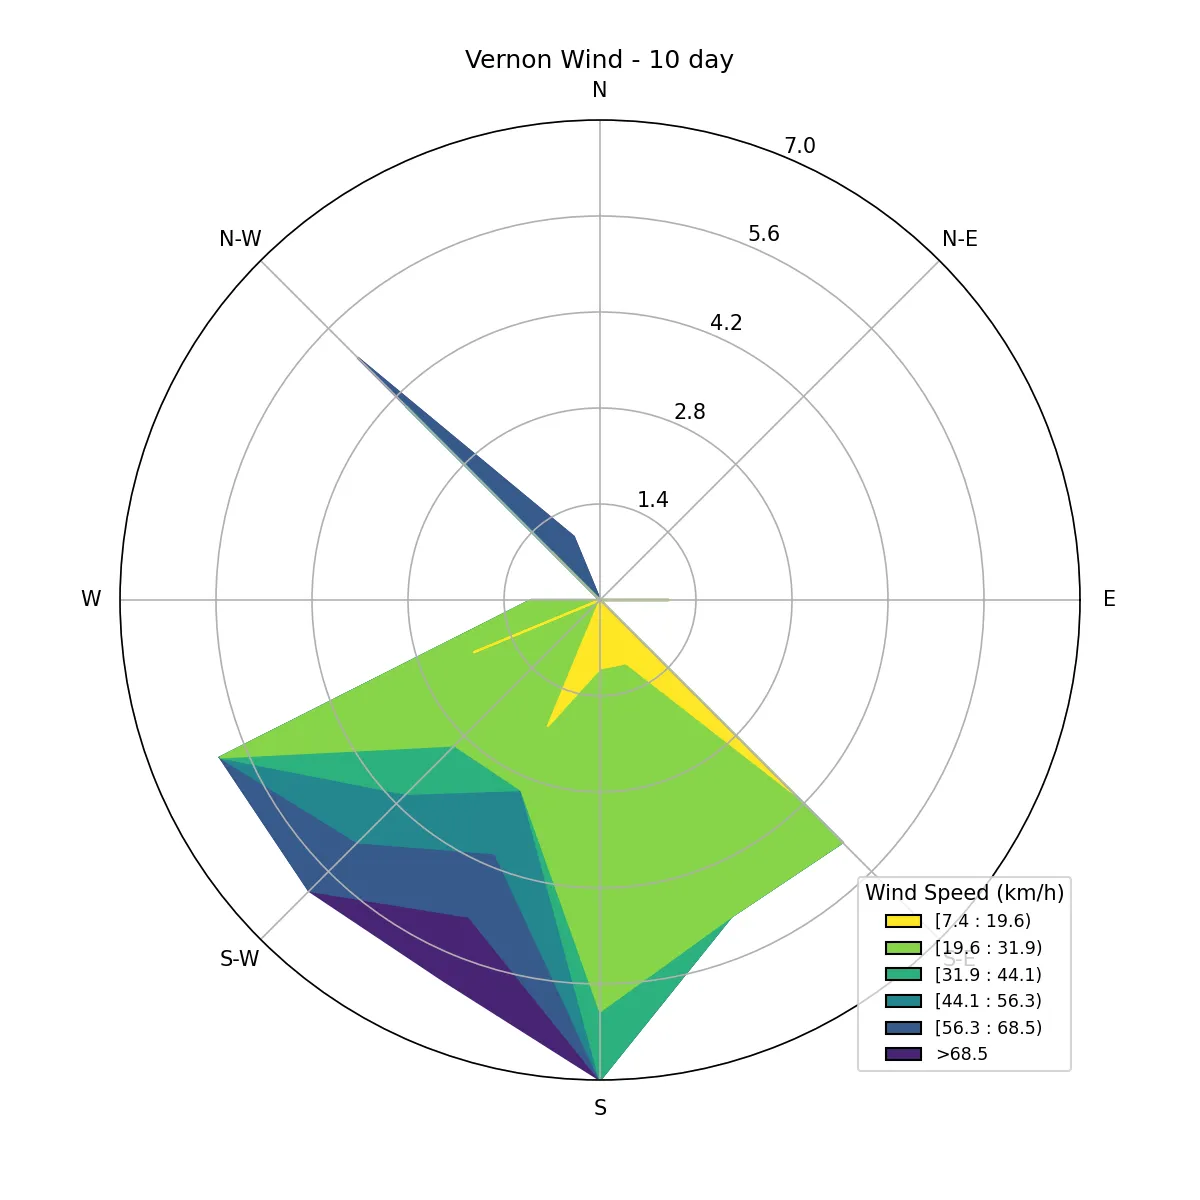 Vernon Wind - 10 day
N
7.0
N-W
5.6
N-E
4.2
2.8
1.4
W
E
Wind Speed (km/h)
[7.4 : 19.6)
[19.6 : 31.9)
S-W
S-E
[31.9 : 44.1)
[44.1 : 56.3)
[56.3 : 68.5)
>68.5
S